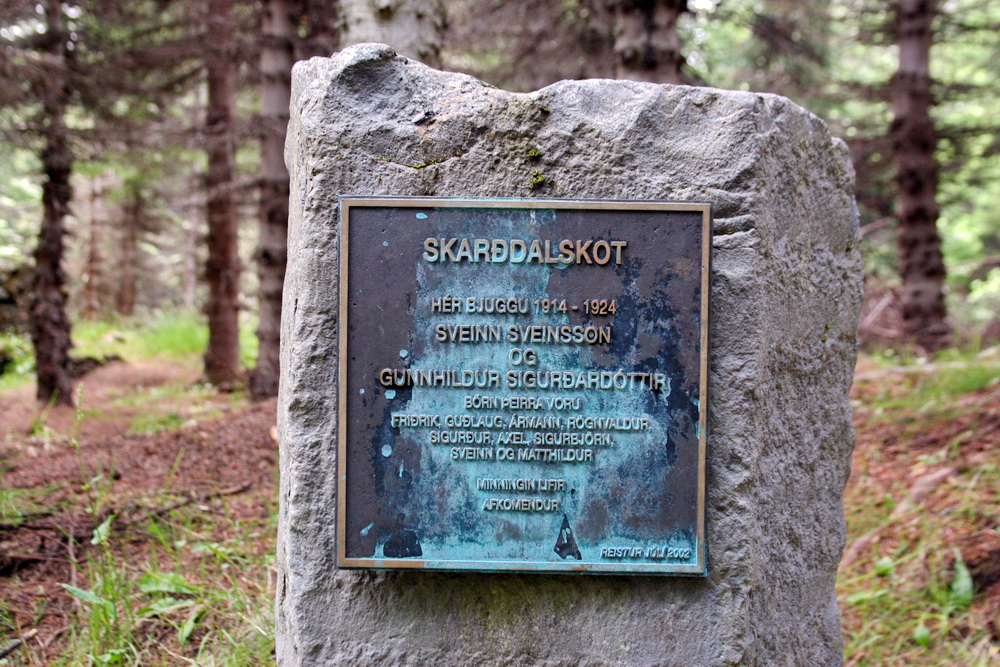 SKARÐDALSKOT
HÉR BJUGGU 1914 - 1924
SVEINN SVEINSSON
OG
GUNNHILDUR SIGURÐARDÓTTIR
BÖRN ÞEIRRA VORU
FRIÐRIK, GUÐLAUG, ÁRMANN, RÖGNVALDUR,
SIGURÐUR, AXEL, SIGURBJÖRN,
SVEINN OG MATTHILDUR
MINNINGIN LIFIR
AFKOMENDUR
REISTUR JÚLÍ 2002